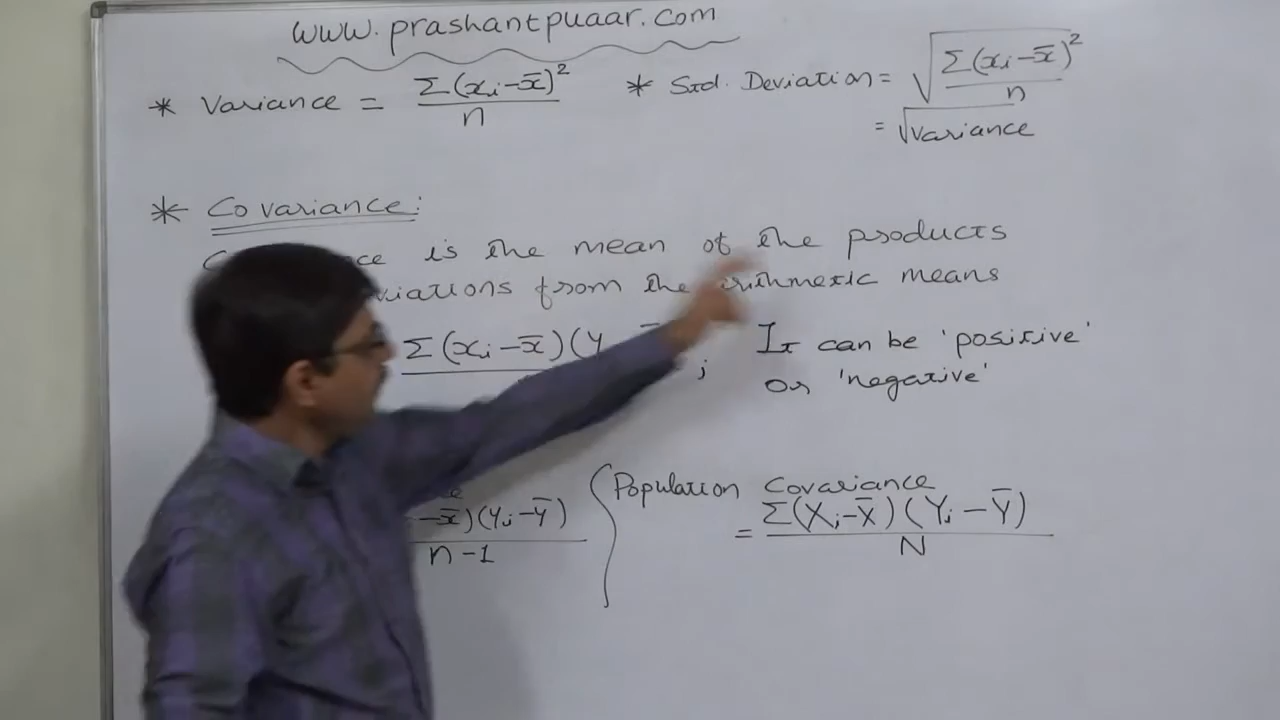 www.prashantpuaar.com
* Variance = Σ(xᵢ-x̄)² / n
* Std. Deviation = √(Σ(xᵢ-x̄)² / n)
= √variance
* Covariance:
is the mean of the products
from the arithmetic means
Σ(xᵢ-x̄)(Y ;
It can be 'positive'
or 'negative'
-x̄)(Yᵢ-Ȳ) / n-1
Population Covariance
= Σ(Xᵢ-X̄)(Yᵢ-Ȳ) / N